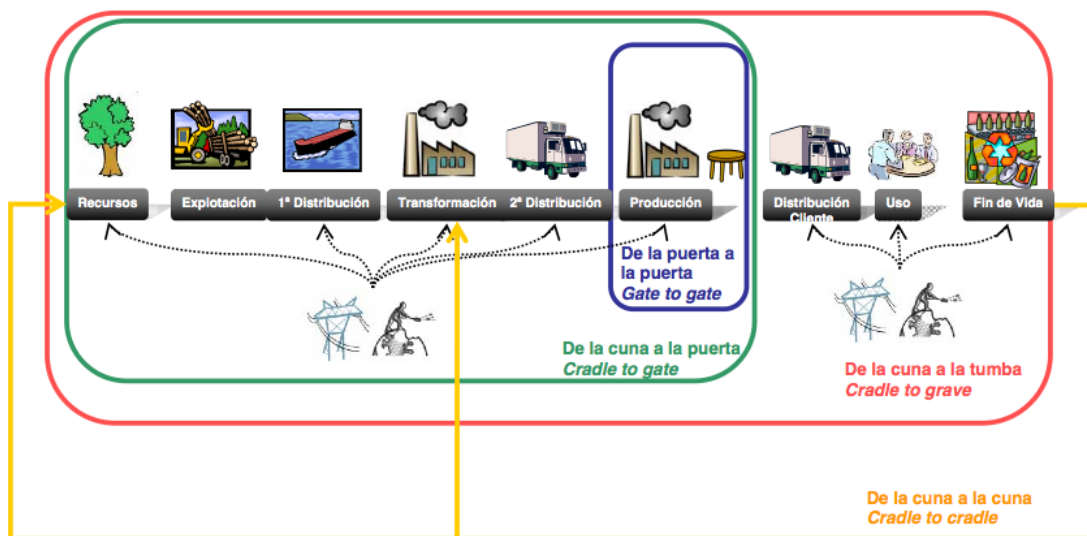 Recursos
Explotación
1ª Distribución
Transformación
2ª Distribución
Producción
Distribución
Cliente
Uso
Fin de Vida
De la puerta a
la puerta
Gate to gate
De la cuna a la puerta
Cradle to gate
De la cuna a la tumba
Cradle to grave
De la cuna a la cuna
Cradle to cradle